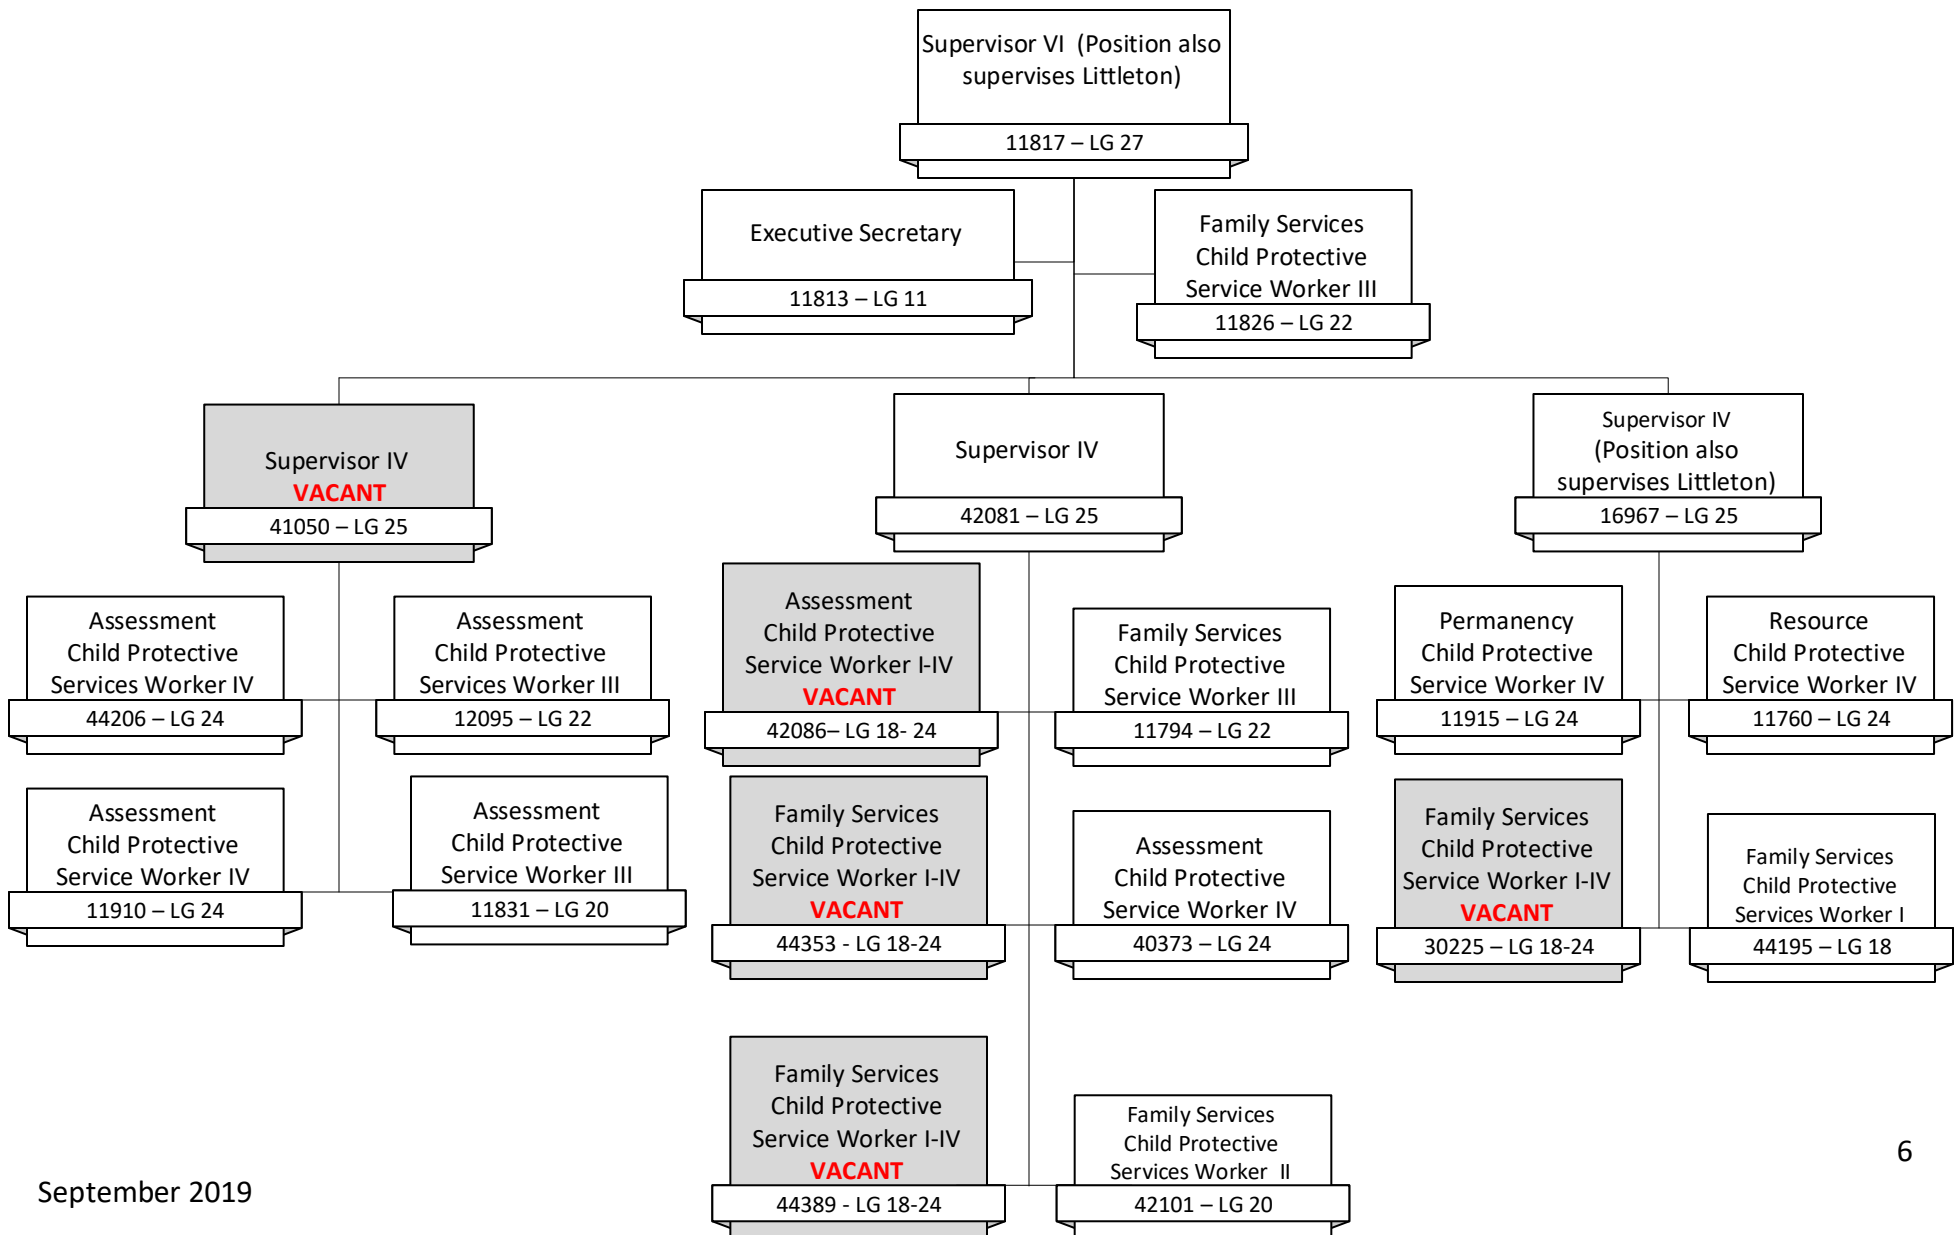 Supervisor VI  (Position also
supervises Littleton)
11817 – LG 27
Executive Secretary
11813 – LG 11
Family Services
Child Protective
Service Worker III
11826 – LG 22
Supervisor IV
VACANT
41050 – LG 25
Supervisor IV
42081 – LG 25
Supervisor IV
(Position also
supervises Littleton)
16967 – LG 25
Assessment
Child Protective
Services Worker IV
44206 – LG 24
Assessment
Child Protective
Services Worker III
12095 – LG 22
Assessment
Child Protective
Service Worker IV
11910 – LG 24
Assessment
Child Protective
Service Worker III
11831 – LG 20
Assessment
Child Protective
Service Worker I-IV
VACANT
42086– LG 18- 24
Family Services
Child Protective
Service Worker III
11794 – LG 22
Family Services
Child Protective
Service Worker I-IV
VACANT
44353 - LG 18-24
Assessment
Child Protective
Service Worker IV
40373 – LG 24
Family Services
Child Protective
Service Worker I-IV
VACANT
44389 - LG 18-24
Family Services
Child Protective
Services Worker  II
42101 – LG 20
Permanency
Child Protective
Service Worker IV
11915 – LG 24
Resource
Child Protective
Service Worker IV
11760 – LG 24
Family Services
Child Protective
Service Worker I-IV
VACANT
30225 – LG 18-24
Family Services
Child Protective
Services Worker I
44195 – LG 18
September 2019
6